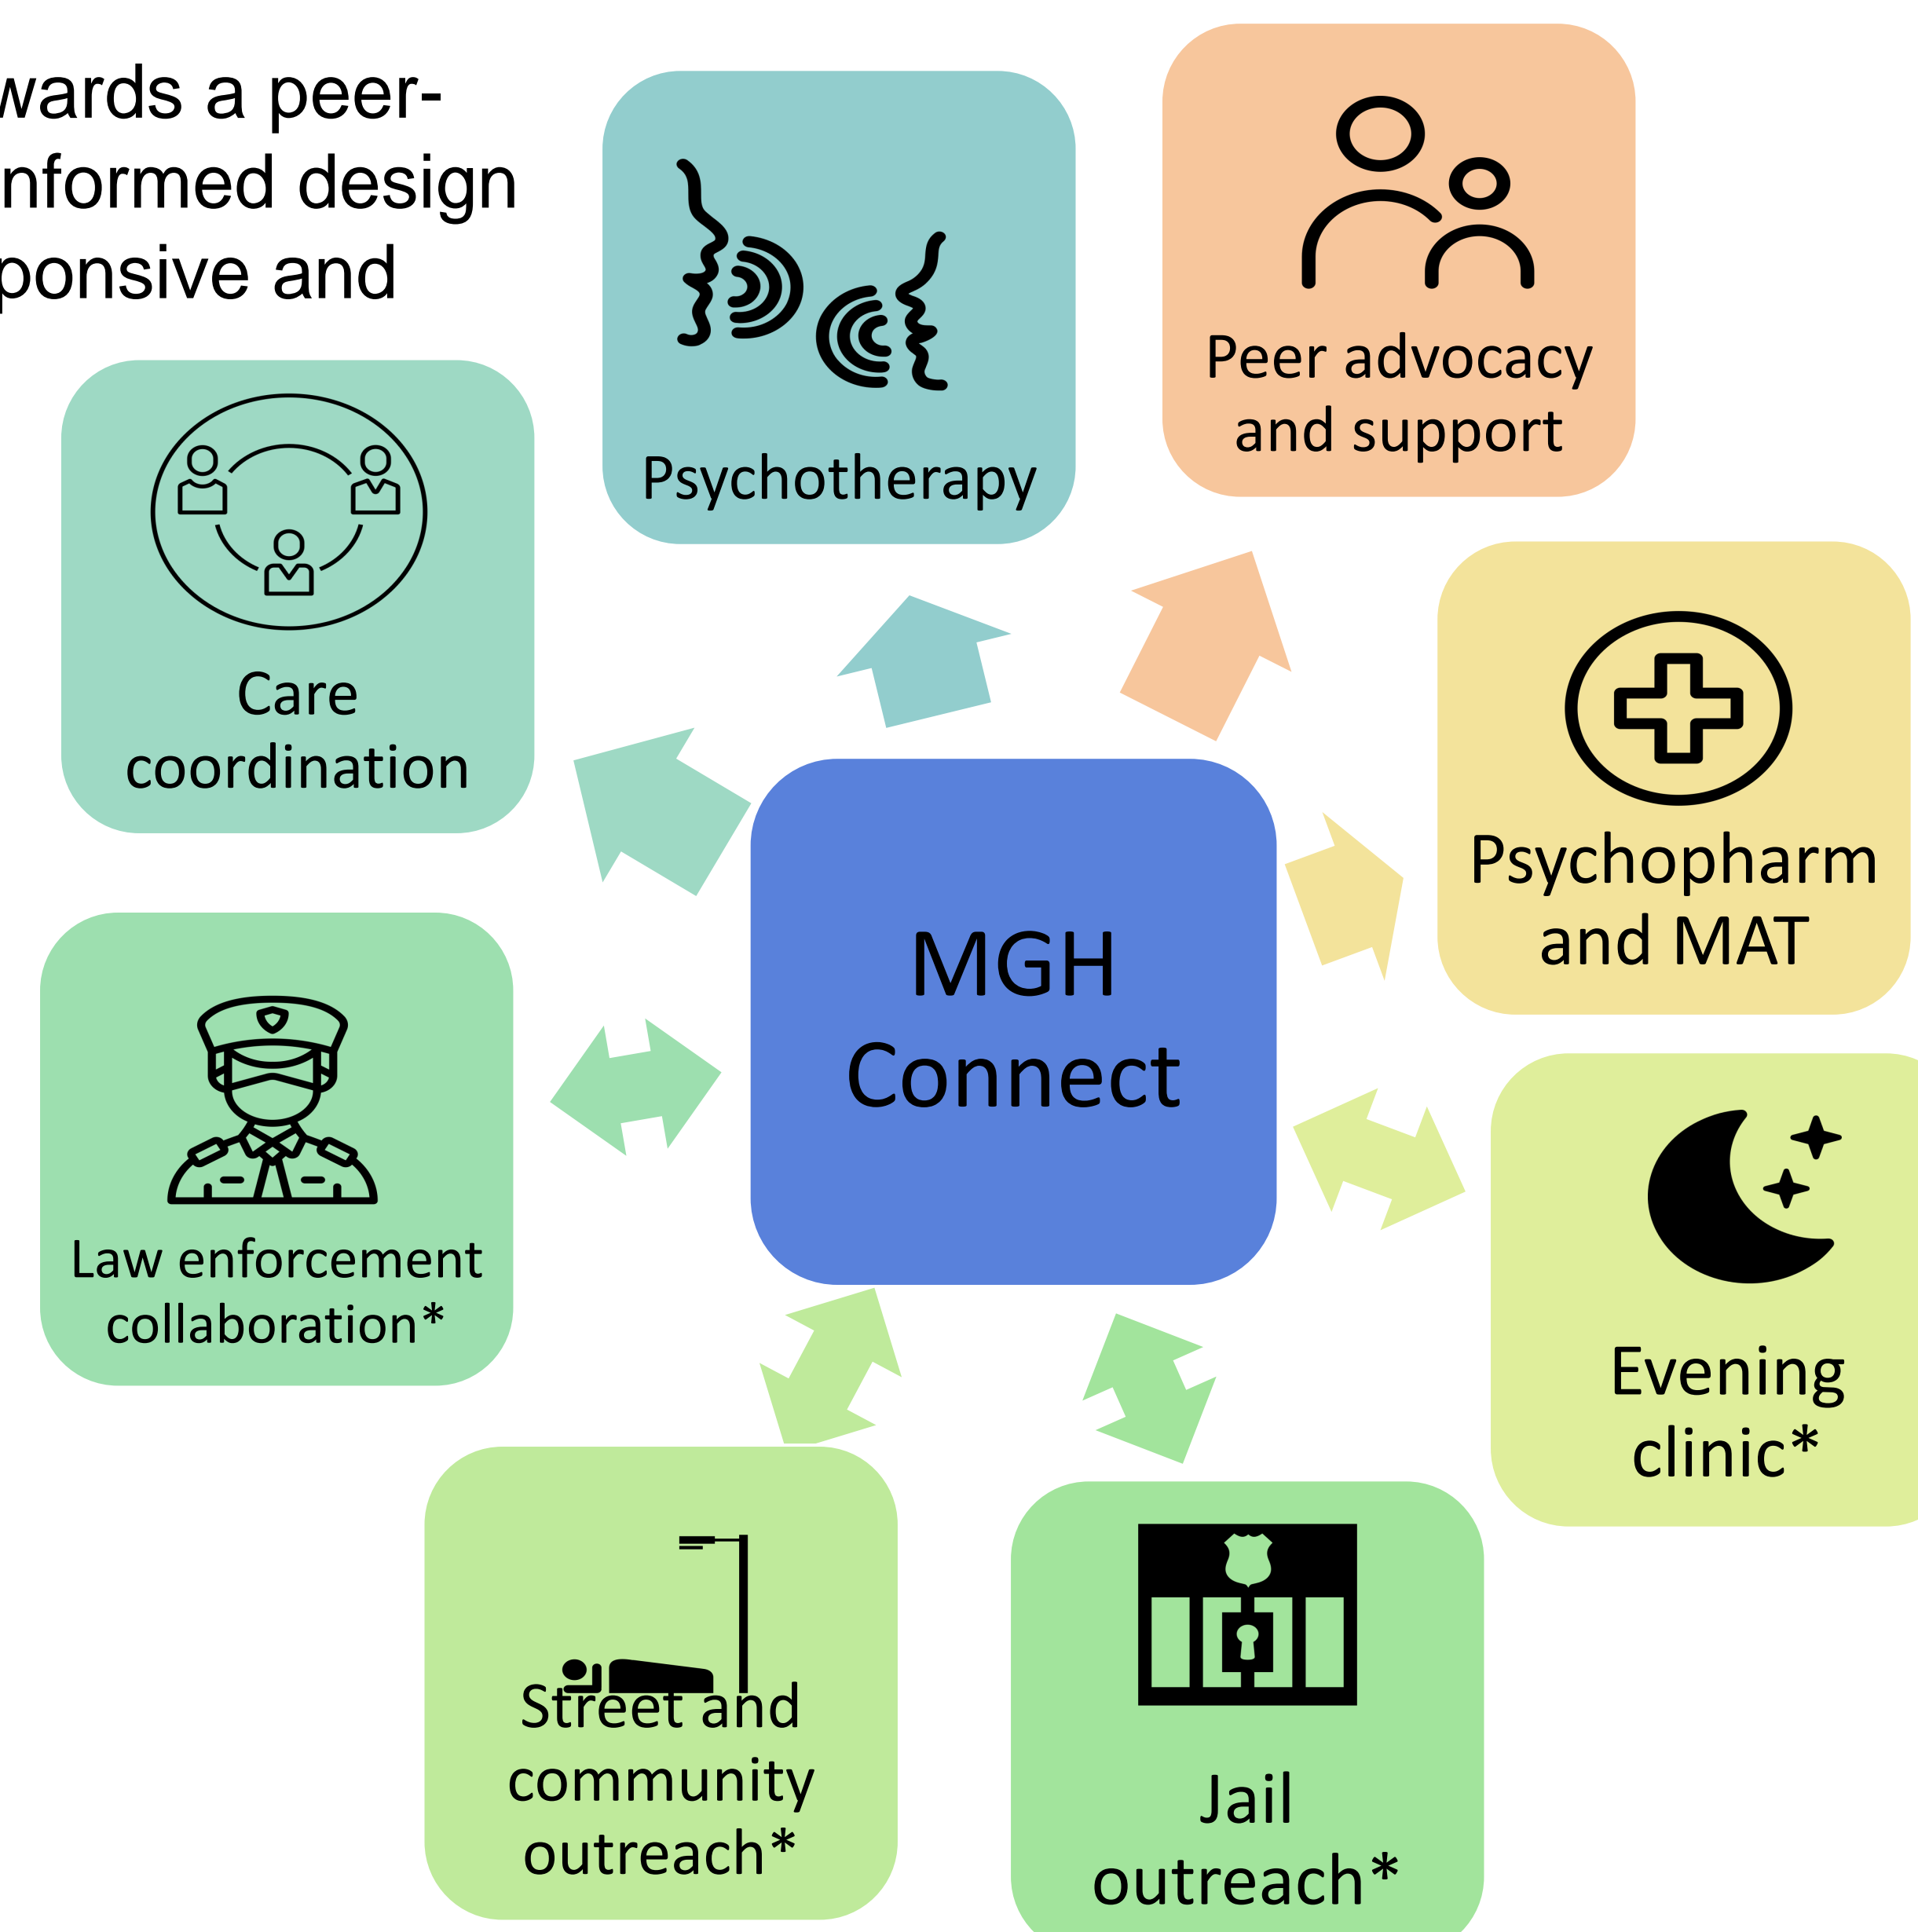 wards a peer-
nformed design
ponsive and
Psychotherapy
Peer advocacy
and support
Care
coordination
Psychopharm
and MAT
MGH
Connect
Law enforcement
collaboration*
Evening
clinic*
Street and
community
outreach*
Jail
outreach*